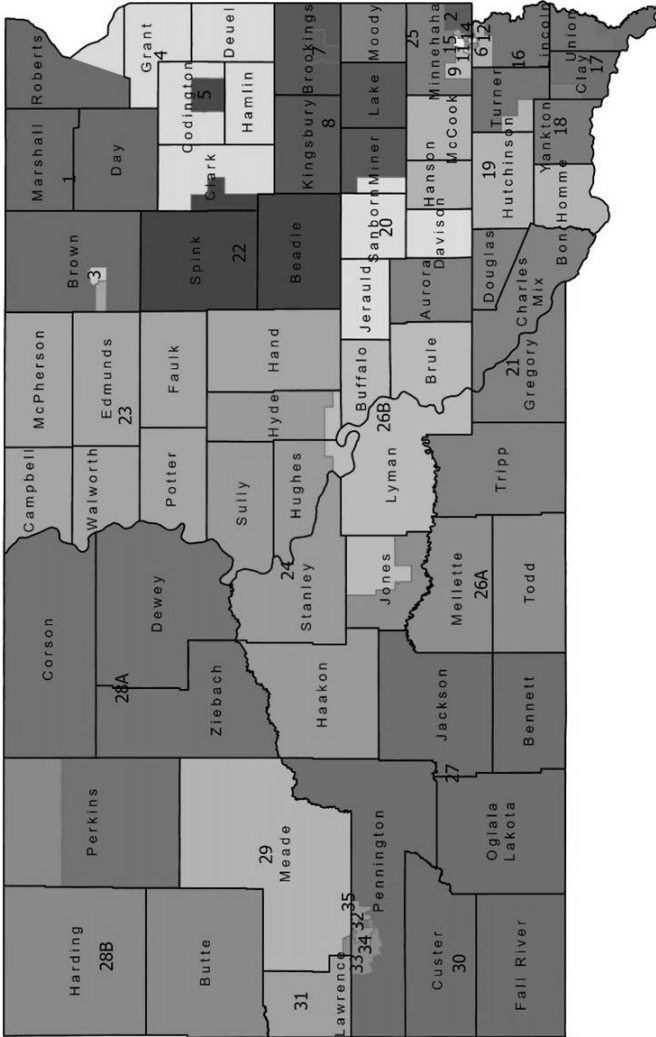 Harding
28B
Perkins
Corson
Campbell
McPherson
Brown
3
Marshall
1
Roberts
Butte
28A
Dewey
Ziebach
Walworth
Edmunds
23
Potter
Faulk
Day
Grant
4
Codington
5
Deuel
Hamlin
Clark
Spink
22
Lawrence
31
Meade
29
Haakon
Stanley
24
Sully
Hughes
Hyde
Hand
Beadle
Kingsbury
8
Brookings
7
33
34
32
35
Pennington
Jackson
27
Jones
Lyman
26B
Buffalo
Jerauld
Sanborn
20
Miner
Lake
Moody
Brule
Aurora
Davison
Hanson
McCook
Minnehaha
25
9
15
2
11
14
6
12
Custer
30
Fall River
Oglala
Lakota
Bennett
Mellette
26A
Todd
Tripp
Gregory
21
Charles
Mix
Douglas
Hutchinson
19
Turner
Lincoln
16
Bon Homme
Yankton
18
Clay
17
Union